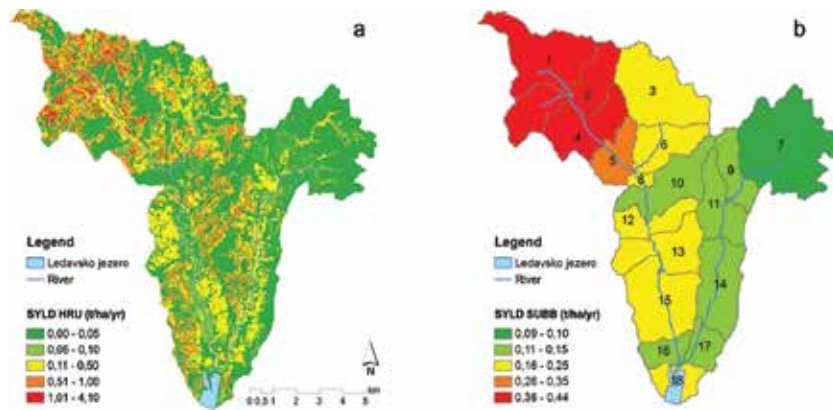 a
Legend
Ledavsko jezero
River
SYLD HRU (t/ha/yr)
0,00 - 0,05
0,06 - 0,10
0,11 - 0,50
0,51 - 1,00
1,01 - 4,10
N
0 0,5 1 2 3 4 5
km
b
1
2
3
4
5
6
7
8
9
10
11
12
13
14
15
16
17
18
Legend
Ledavsko jezero
River
SYLD SUBB (t/ha/yr)
0,09 - 0,10
0,11 - 0,15
0,16 - 0,25
0,26 - 0,35
0,36 - 0,44